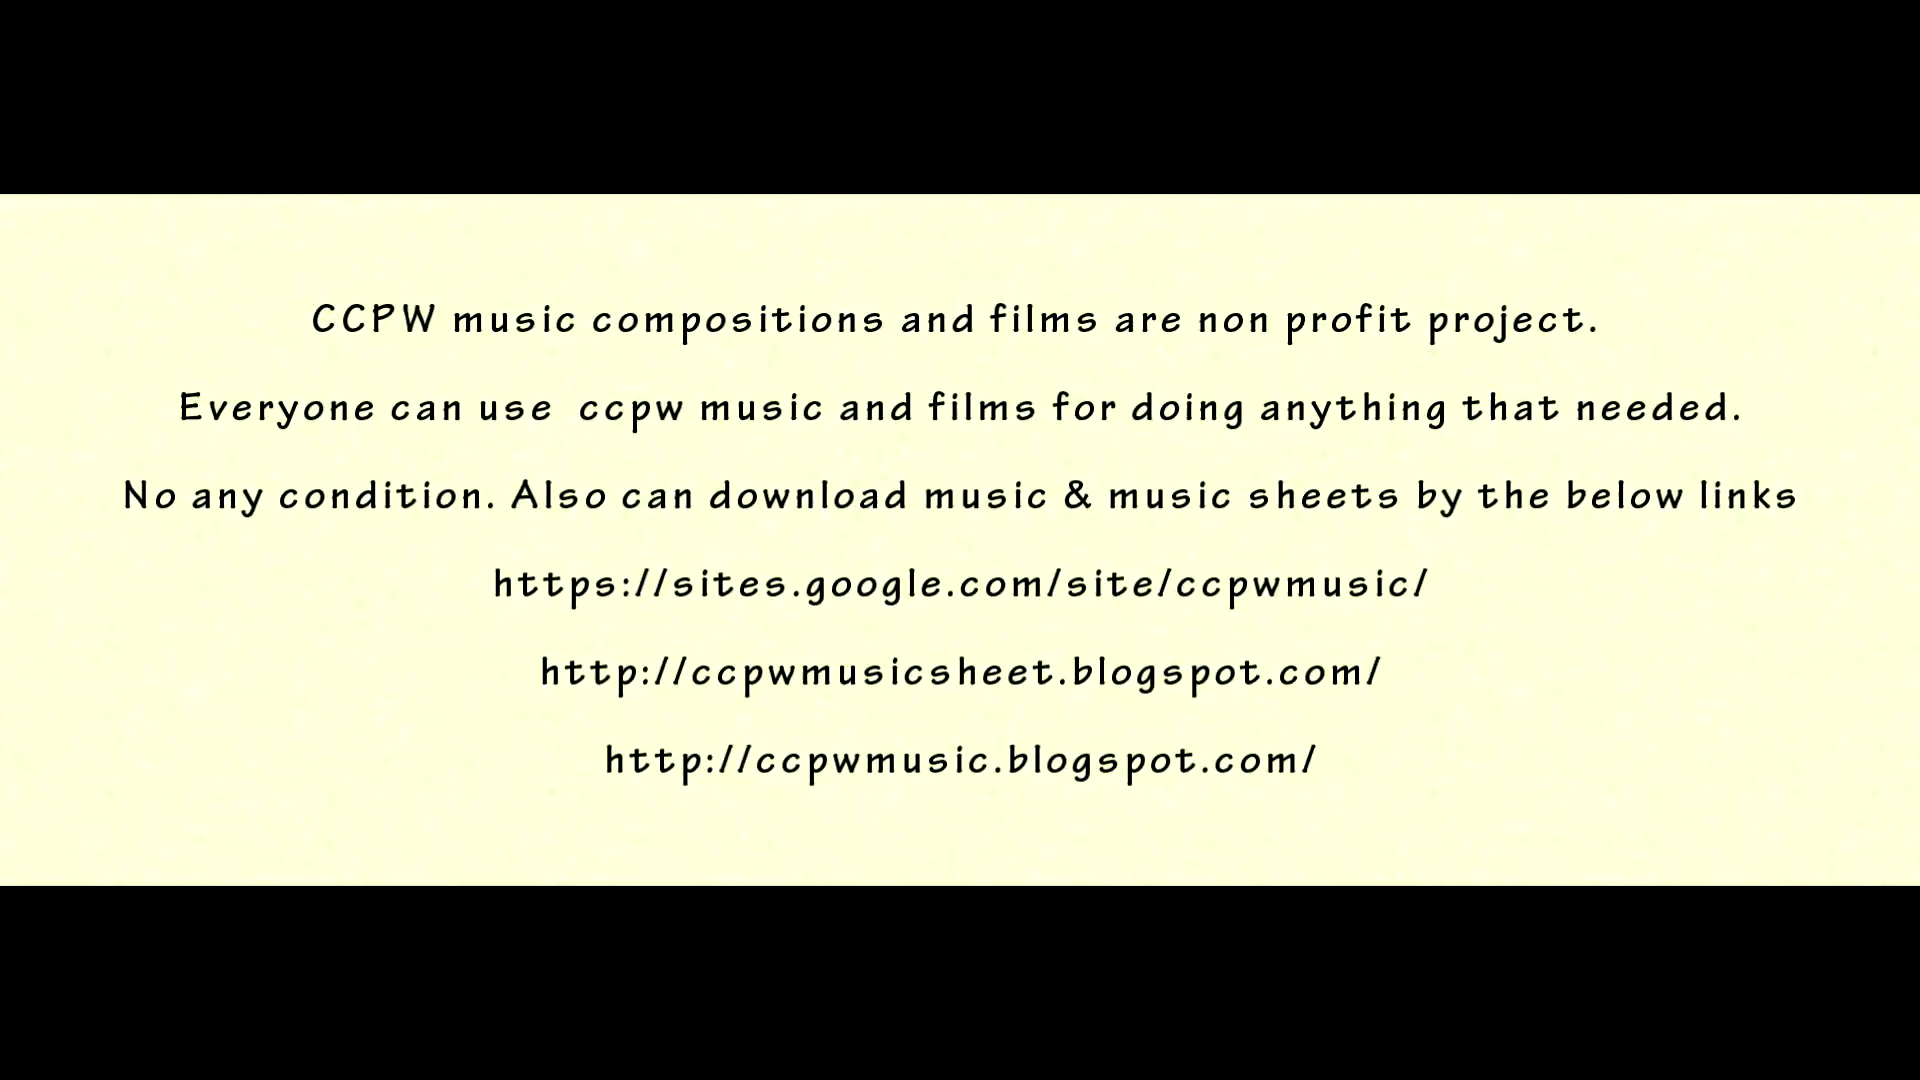 CCPW music compositions and films are non profit project.
Everyone can use ccpw music and films for doing anything that needed.
No any condition. Also can download music & music sheets by the below links
https://sites.google.com/site/ccpwmusic/
http://ccpwmusicsheet.blogspot.com/
http://ccpwmusic.blogspot.com/